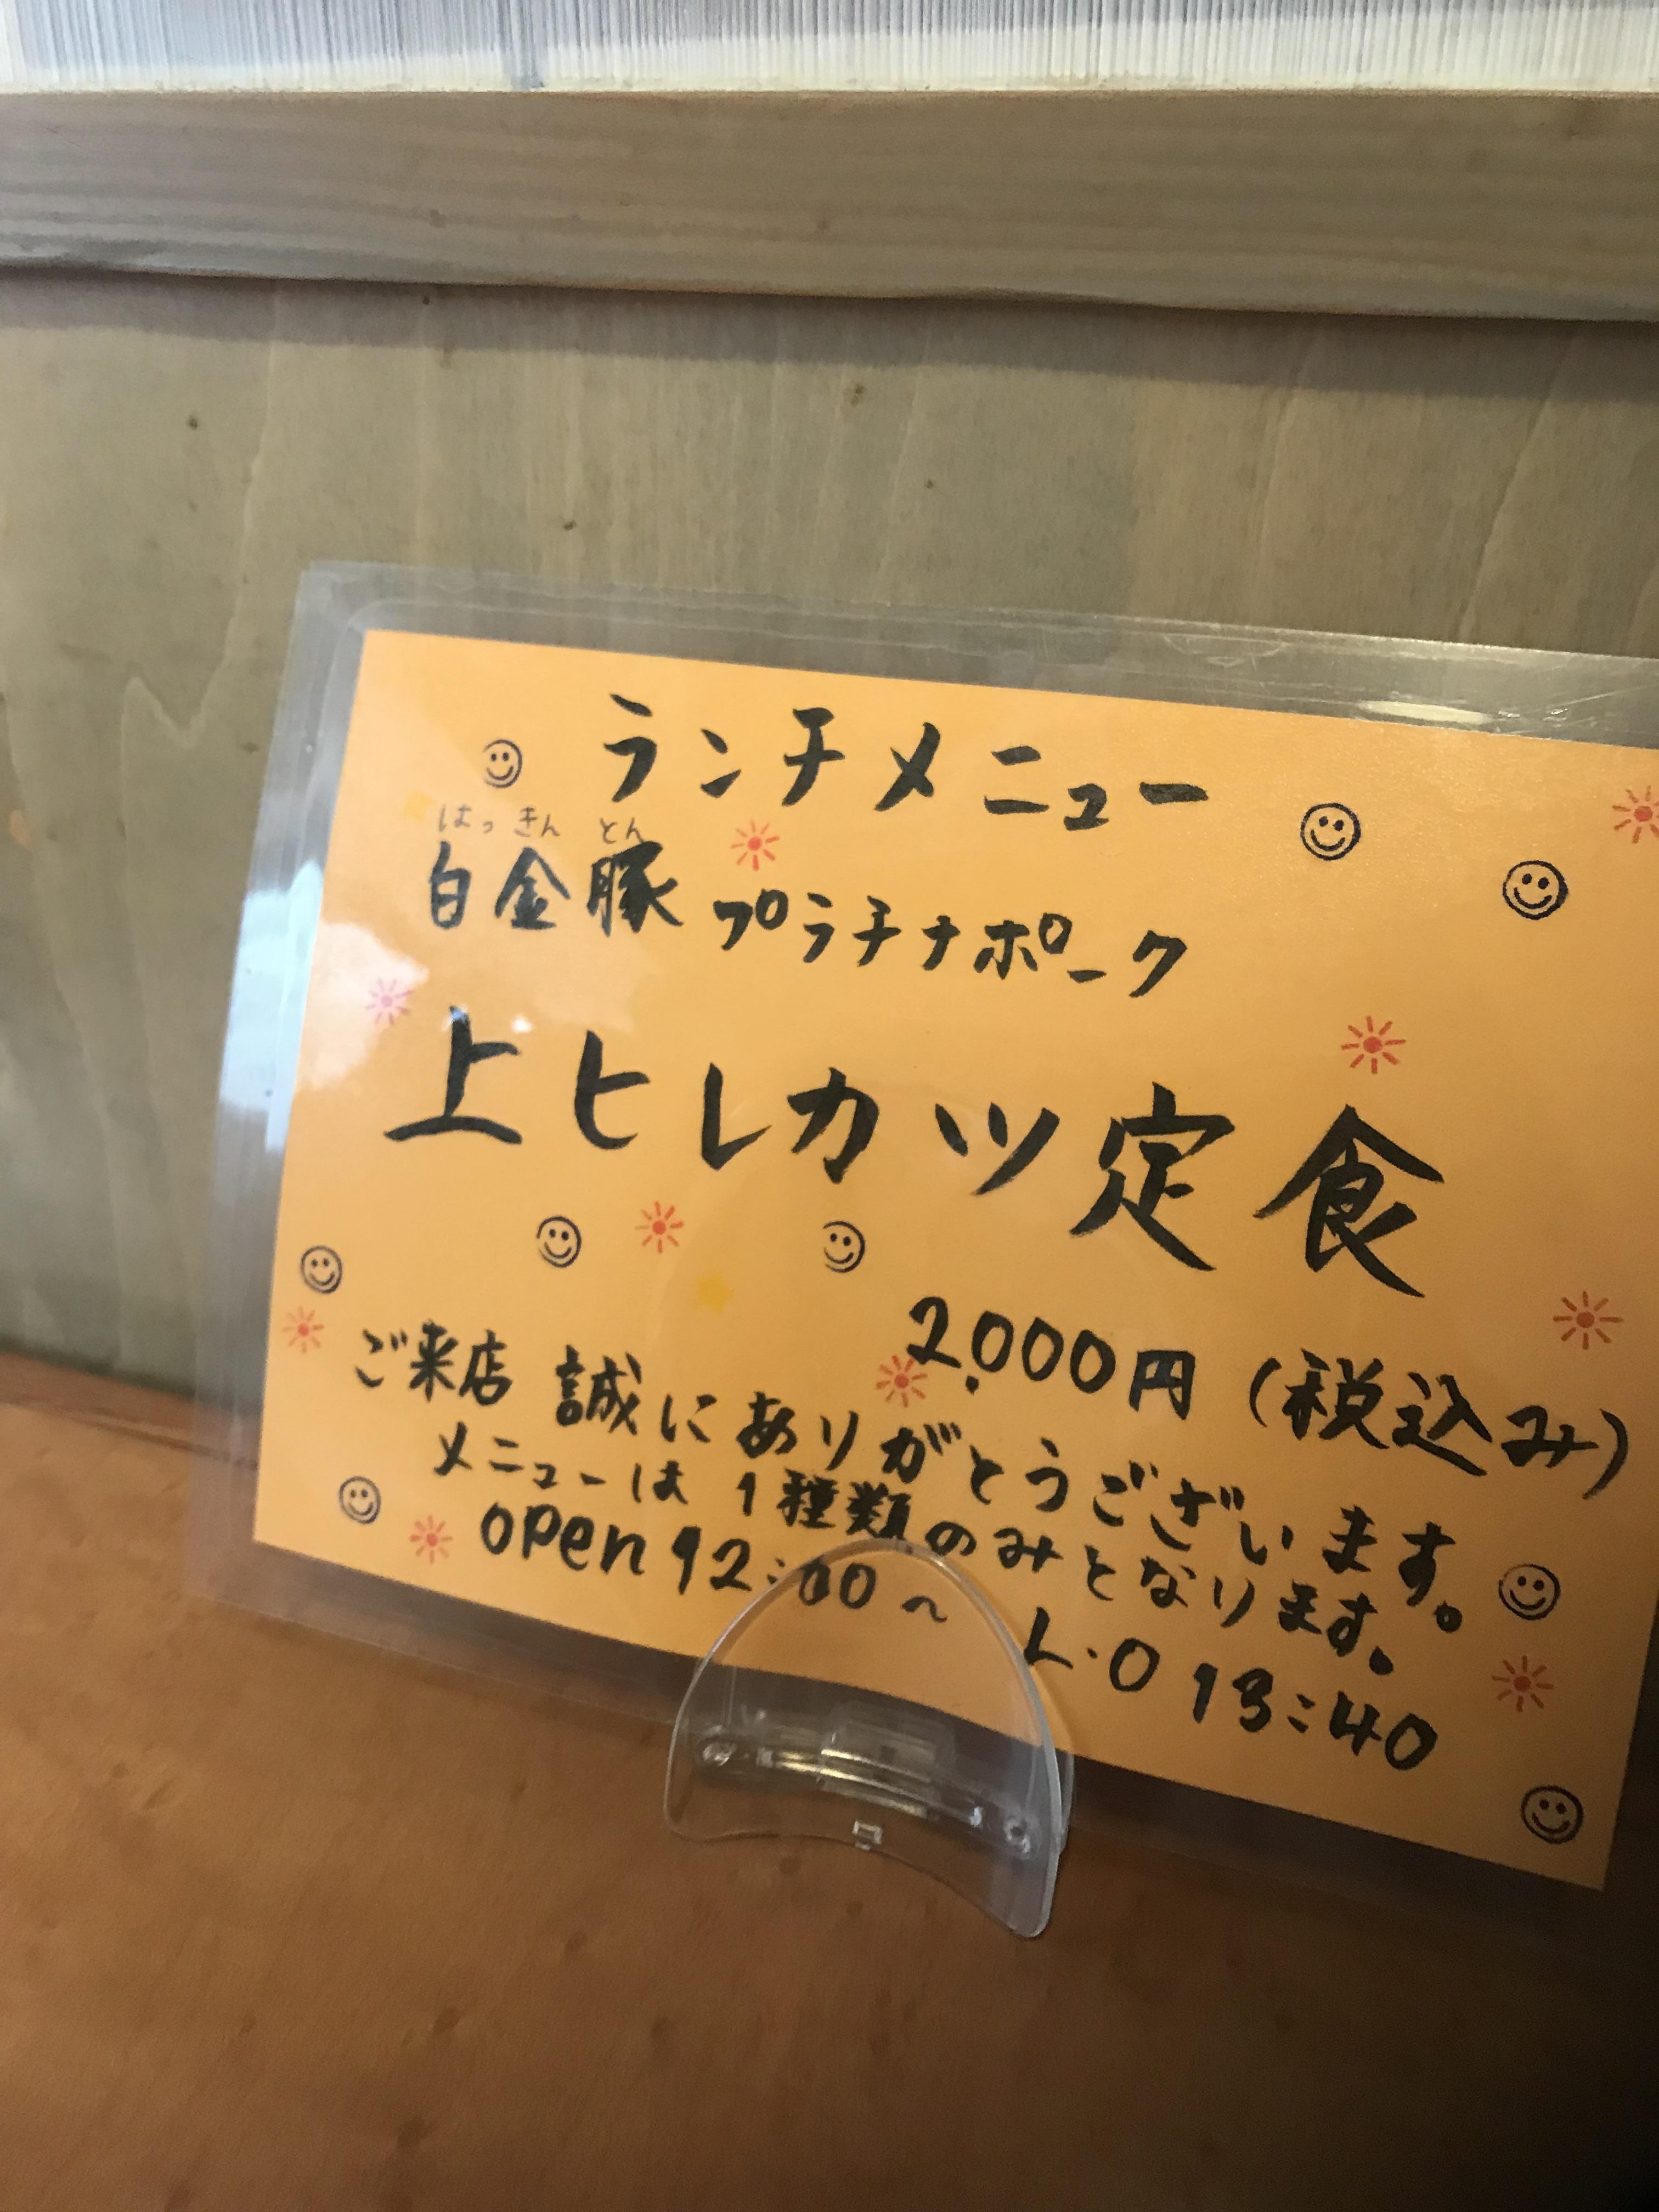 ランチメニュー
はっきんとん
白金豚 プラチナポーク
上ヒレカツ定食
2,000円(税込み)
ご来店 誠にありがとうございます。
メニューは 1種類のみとなります。
open 12:00~ L.O 13:40